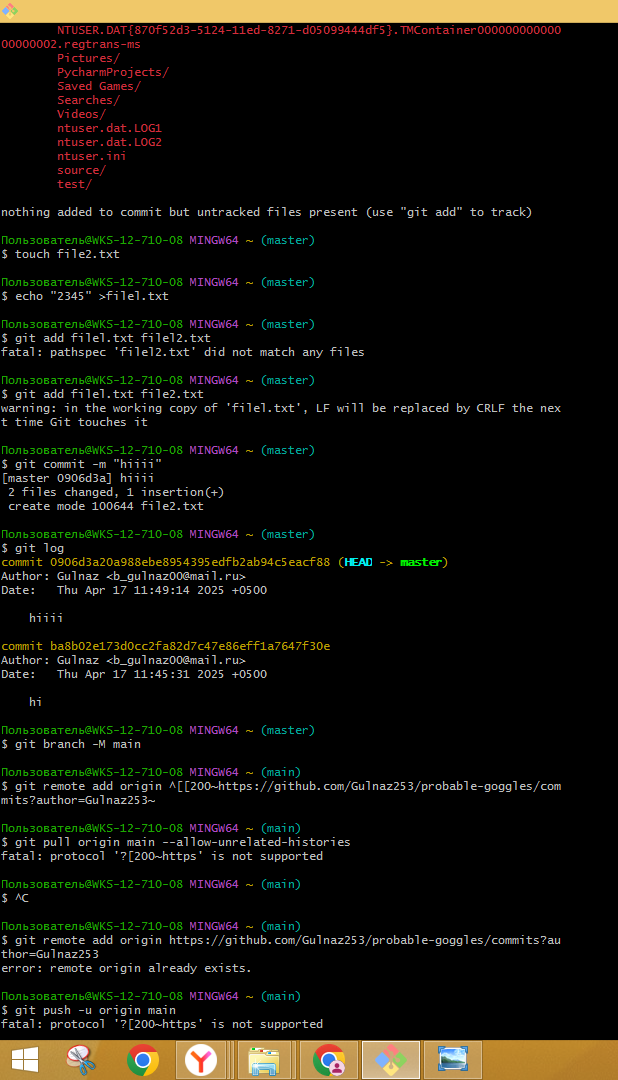 NTUSER.DAT{870f52d3-5124-11ed-8271-d05099444df5}.TMContainer000000000000
00000002.regtrans-ms
Pictures/
PycharmProjects/
Saved Games/
Searches/
Videos/
ntuser.dat.LOG1
ntuser.dat.LOG2
ntuser.ini
source/
test/
nothing added to commit but untracked files present (use "git add" to track)
Пользователь@WKS-12-710-08 MINGW64 ~ (master)
$ touch file2.txt
Пользователь@WKS-12-710-08 MINGW64 ~ (master)
$ echo "2345" >filel.txt
Пользователь@WKS-12-710-08 MINGW64 ~ (master)
$ git add filel.txt filel2.txt
fatal: pathspec 'filel2.txt' did not match any files
Пользователь@WKS-12-710-08 MINGW64 ~ (master)
$ git add filel.txt file2.txt
warning: in the working copy of 'filel.txt', LF will be replaced by CRLF the nex
t time Git touches it
Пользователь@WKS-12-710-08 MINGW64 ~ (master)
$ git commit -m "hiiii"
[master 0906d3a] hiiii
2 files changed, 1 insertion(+)
create mode 100644 file2.txt
Пользователь@WKS-12-710-08 MINGW64 ~ (master)
$ git log
commit 0906d3a20a988ebe8954395edfb2ab94c5eacf88 (HEAD -> master)
Author: Gulnaz <b_gulnaz00@mail.ru>
Date:   Thu Apr 17 11:49:14 2025 +0500
hiiii
commit ba8b02e173d0cc2fa82d7c47e86eff1a7647f30e
Author: Gulnaz <b_gulnaz00@mail.ru>
Date:   Thu Apr 17 11:45:31 2025 +0500
hi
Пользователь@WKS-12-710-08 MINGW64 ~ (master)
$ git branch -M main
Пользователь@WKS-12-710-08 MINGW64 ~ (main)
$ git remote add origin ^[[200~https://github.com/Gulnaz253/probable-goggles/com
mits?author=Gulnaz253~
Пользователь@WKS-12-710-08 MINGW64 ~ (main)
$ git pull origin main --allow-unrelated-histories
fatal: protocol '?[200~https' is not supported
Пользователь@WKS-12-710-08 MINGW64 ~ (main)
$ ^C
Пользователь@WKS-12-710-08 MINGW64 ~ (main)
$ git remote add origin https://github.com/Gulnaz253/probable-goggles/commits?au
thor=Gulnaz253
error: remote origin already exists.
Пользователь@WKS-12-710-08 MINGW64 ~ (main)
$ git push -u origin main
fatal: protocol '?[200~https' is not supported